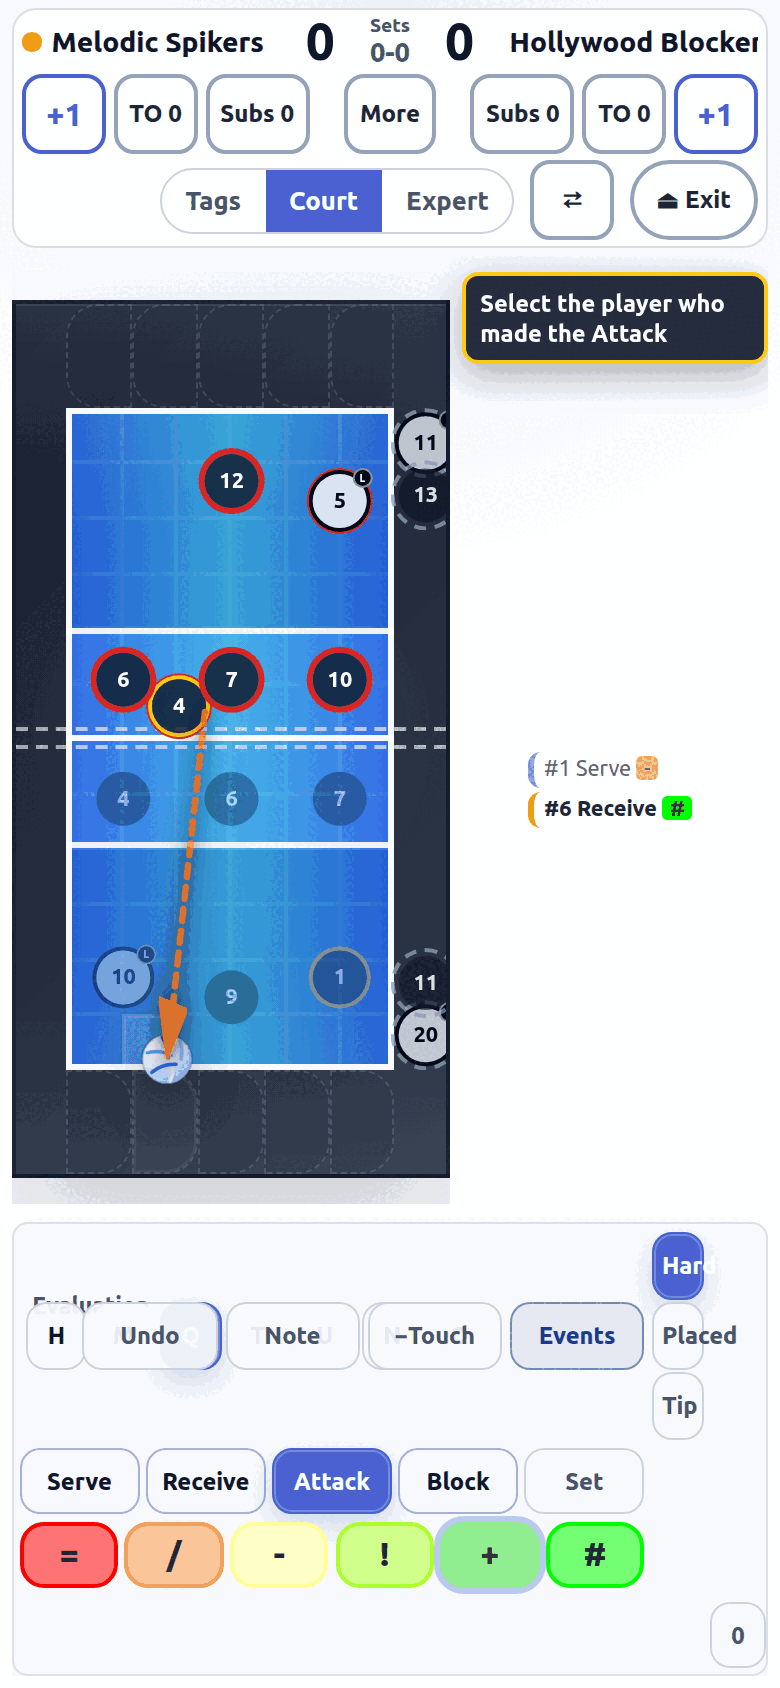 Melodic Spikers 0 Sets 0-0 0 Hollywood Blocker
+1 TO 0 Subs 0 More Subs 0 TO 0 +1
Tags Court Expert ⇄ ⏏ Exit
Select the player who
made the Attack
11
12
5 L
13
6 7 10
4
4 6 7
#1 Serve =
#6 Receive #
10 L 9 1
11
20
Hard
Evaluation
H Q Undo T Note U N –Touch Events Placed
Tip
Serve Receive Attack Block Set
= / - ! + #
0